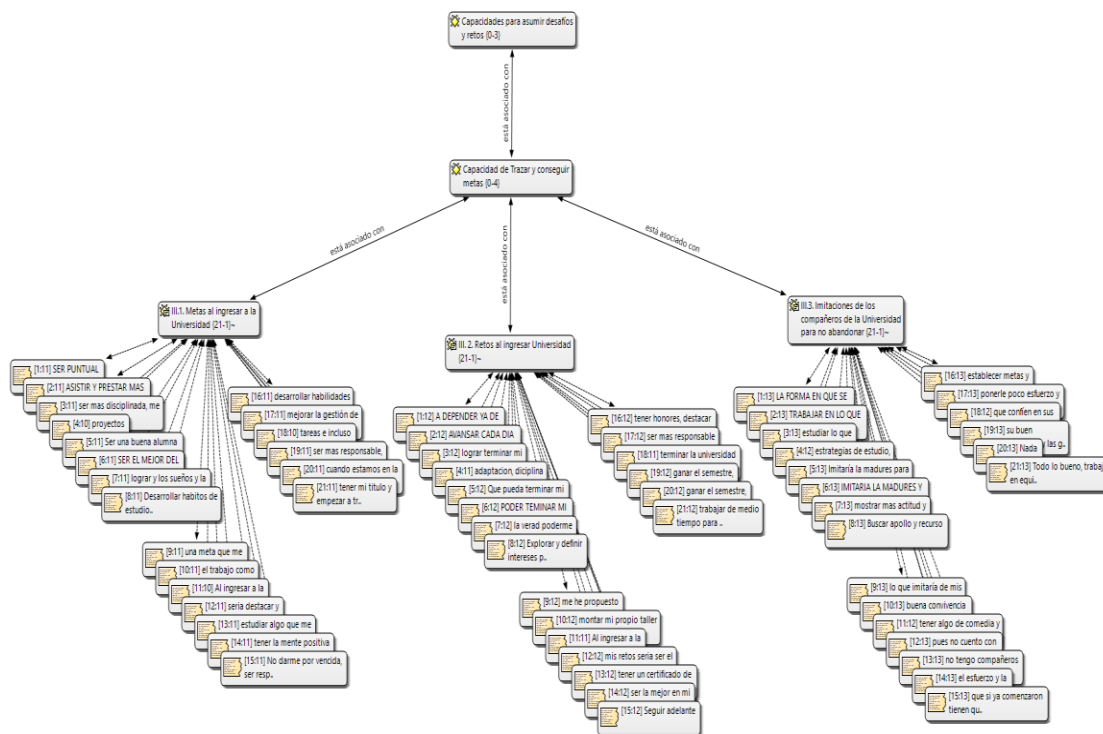 Capacidades para asumir desafíos
y retos {0-3}
está asociado con
Capacidad de Trazar y conseguir
metas {0-4}
está asociado con
está asociado con
está asociado con
III.1. Metas al ingresar a la
Universidad {21-1}~
III. 2. Retos al ingresar Universidad
{21-1}~
III.3. Imitaciones de los
compañeros de la Universidad
para no abandonar {21-1}~
[1:11] SER PUNTUAL
[2:11] ASISTIR Y PRESTAR MAS
[3:11] ser mas disciplinada, me
[4:10] proyectos
[5:11] Ser una buena alumna
[6:11] SER EL MEJOR DEL
[7:11] lograr y los sueños y la
[8:11] Desarrollar habitos de
estudio..
[16:11] desarrollar habilidades
[17:11] mejorar la gestión de
[18:10] tareas e incluso
[19:11] ser mas responsable,
[20:11] cuando estamos en la
[21:11] tener mi título y
empezar a tr..
[9:11] una meta que me
[10:11] el trabajo como
[11:10] Al ingresar a la
[12:11] seria destacar y
[13:11] estudiar algo que me
[14:11] tener la mente positiva
[15:11] No darme por vencida,
ser resp..
[1:12] A DEPENDER YA DE
[2:12] AVANSAR CADA DIA
[3:12] lograr terminar mi
[4:11] adaptacion, diciplina
[5:12] Que pueda terminar mi
[6:12] PODER TEMINAR MI
[7:12] la verad poderme
[8:12] Explorar y definir
intereses p..
[16:12] tener honores, destacar
[17:12] ser mas responsable
[18:11] terminar la universidad
[19:12] ganar el semestre,
[20:12] ganar el semestre,
[21:12] trabajar de medio
tiempo para ..
[9:12] me he propuesto
[10:12] montar mi propio taller
[11:11] Al ingresar a la
[12:12] mis retos seria ser el
[13:12] tener un certificado de
[14:12] ser la mejor en mi
[15:12] Seguir adelante
[1:13] LA FORMA EN QUE SE
[2:13] TRABAJAR EN LO QUE
[3:13] estudiar lo que
[4:12] estrategias de estudio,
[5:13] Imitaría la madures para
[6:13] IMITARIA LA MADURES Y
[7:13] mostrar mas actitud y
[8:13] Buscar apollo y recurso
[16:13] establecer metas y
[17:13] ponerle poco esfuerzo y
[18:12] que confíen en sus
[19:13] su buen
[20:13] Nada
las g..
[21:13] Todo lo bueno, trabaj
en equi..
[9:13] lo que imitaría de mis
[10:13] buena convivencia
[11:12] tener algo de comedia y
[12:13] pues no cuento con
[13:13] no tengo compañeros
[14:13] el esfuerzo y la
[15:13] que si ya comenzaron
tienen qu..